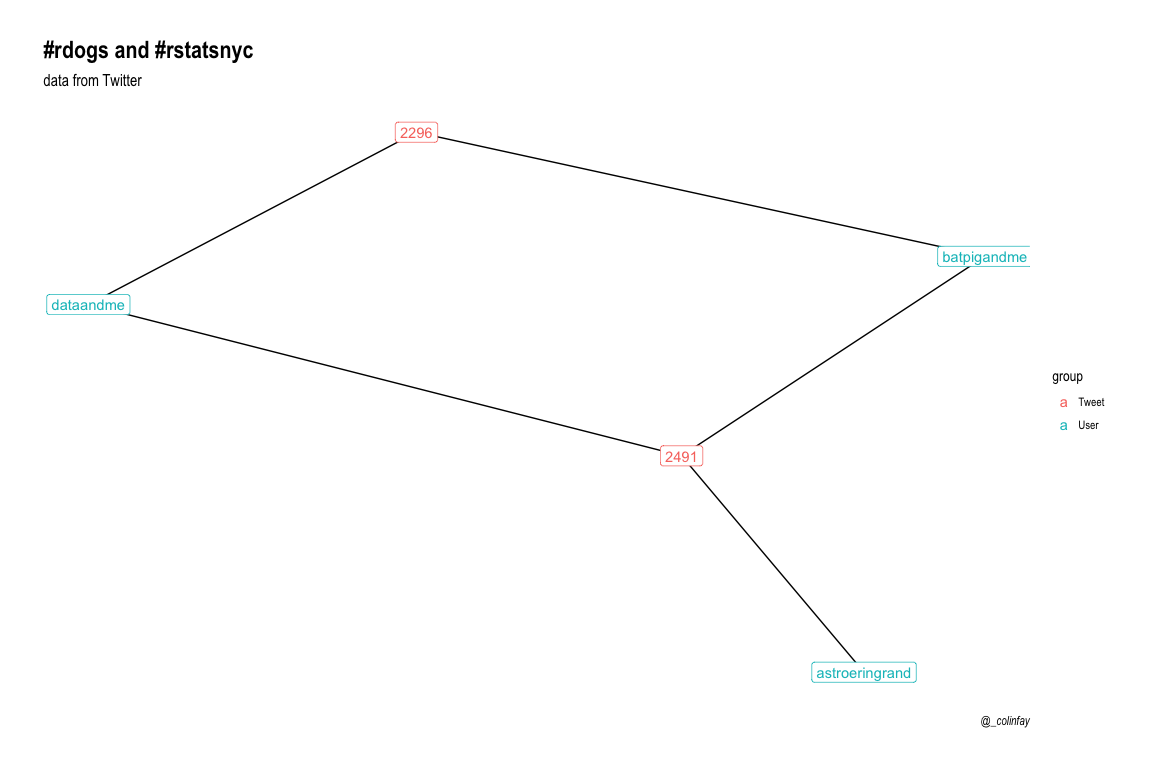 #rdogs and #rstatsnyc
data from Twitter
2296
batpigandme
dataandme
group
a Tweet
a User
2491
astroeringrand
@_colinfay